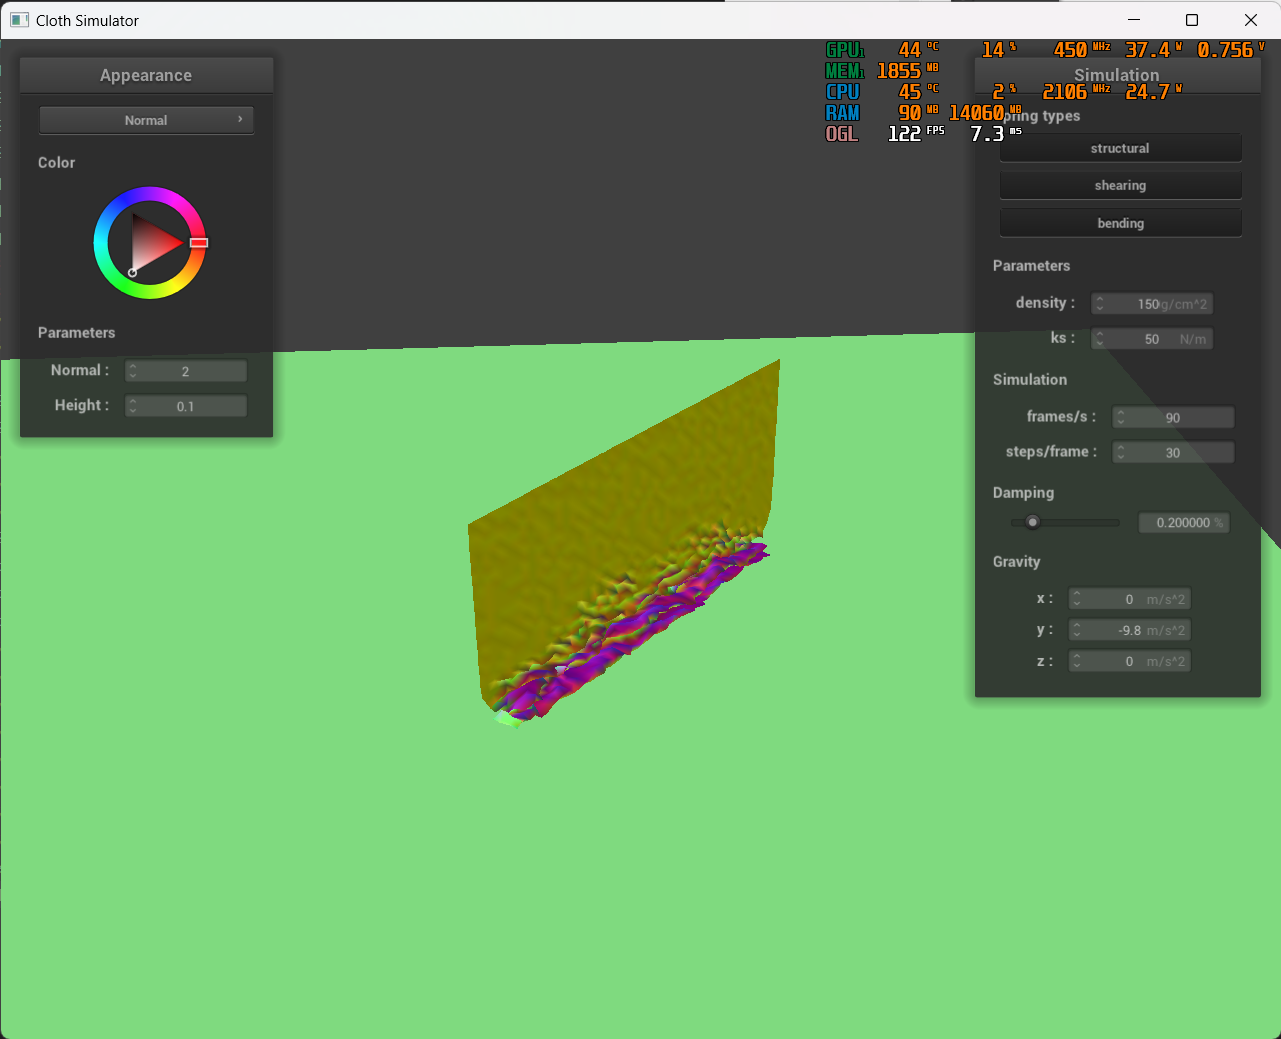 Cloth Simulator
GPU1 44 °C 14 % 450 MHz 37.4 W 0.756 V
MEM1 1855 MB
CPU 45 °C 2 % 2106 MHz 24.7 W
RAM 90 MB 14060 MB
OGL 122 FPS 7.3 ms
Appearance
Normal
Color
Parameters
Normal : 2
Height : 0.1
Simulation
pring types
structural
shearing
bending
Parameters
density : 150 g/cm^2
ks : 50 N/m
Simulation
frames/s : 90
steps/frame : 30
Damping
0.200000 %
Gravity
x : 0 m/s^2
y : -9.8 m/s^2
z : 0 m/s^2